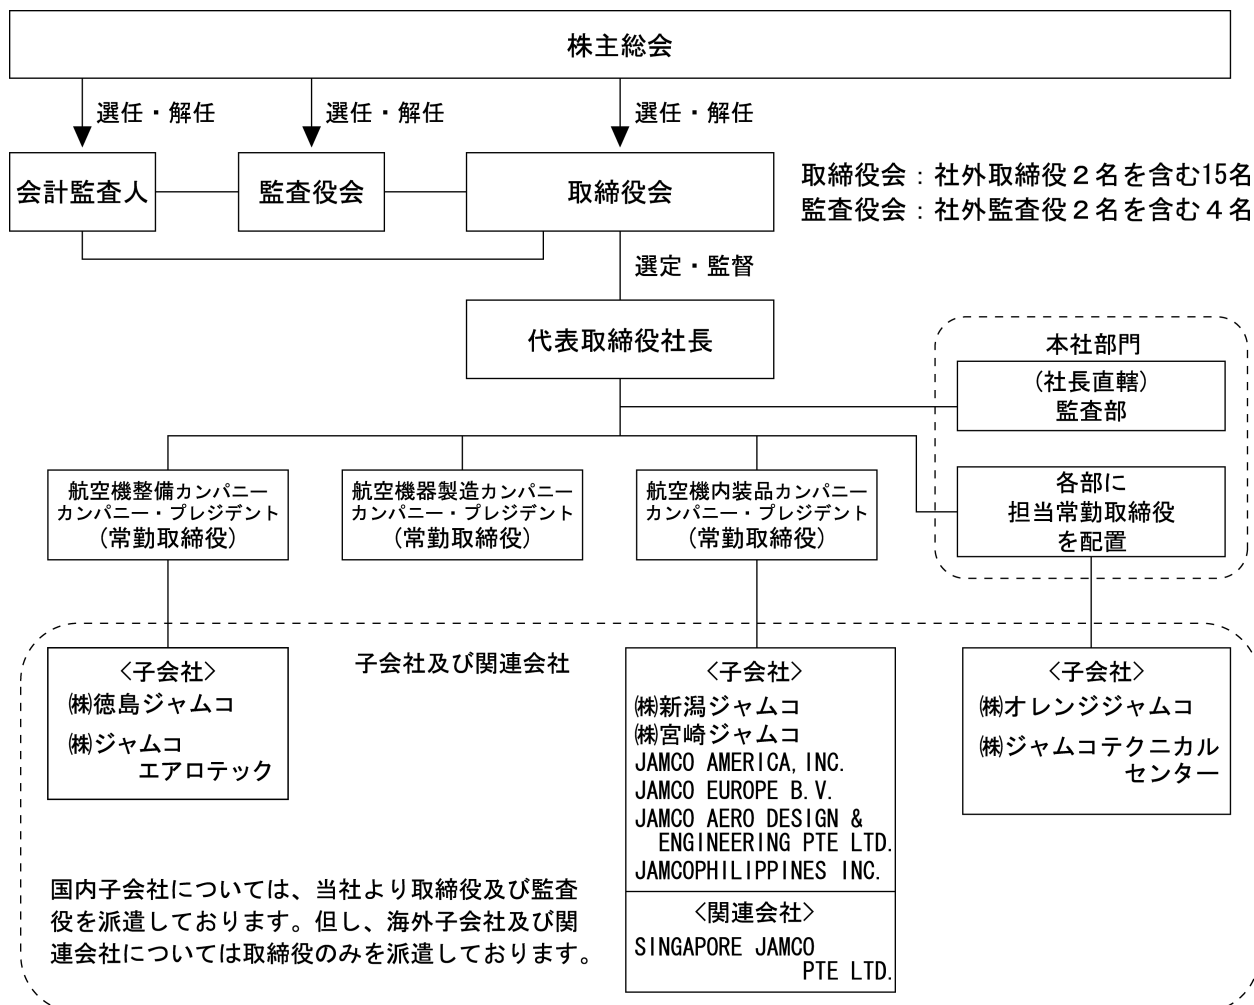 株主総会
選任・解任
選任・解任
選任・解任
会計監査人
監査役会
取締役会
取締役会：社外取締役２名を含む15名
監査役会：社外監査役２名を含む４名
選定・監督
代表取締役社長
本社部門
(社長直轄)
監査部
航空機整備カンパニー
カンパニー・プレジデント
(常勤取締役)
航空機器製造カンパニー
カンパニー・プレジデント
(常勤取締役)
航空機内装品カンパニー
カンパニー・プレジデント
(常勤取締役)
各部に
担当常勤取締役
を配置
子会社及び関連会社
〈子会社〉
㈱徳島ジャムコ
㈱ジャムコ
エアロテック
〈子会社〉
㈱新潟ジャムコ
㈱宮崎ジャムコ
JAMCO AMERICA, INC.
JAMCO EUROPE B.V.
JAMCO AERO DESIGN &
ENGINEERING PTE LTD.
JAMCOPHILIPPINES INC.
〈関連会社〉
SINGAPORE JAMCO
PTE LTD.
〈子会社〉
㈱オレンジジャムコ
㈱ジャムコテクニカル
センター
国内子会社については、当社より取締役及び監査
役を派遣しております。但し、海外子会社及び関
連会社については取締役のみを派遣しております。